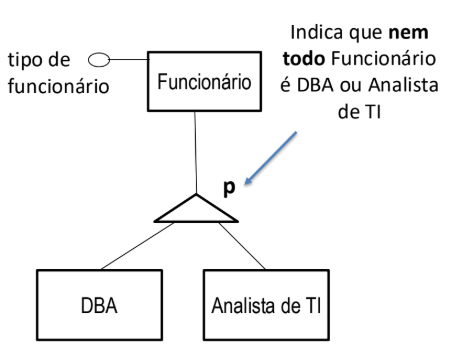 tipo de
funcionário
Funcionário
Indica que nem
todo Funcionário
é DBA ou Analista
de TI
p
DBA
Analista de TI